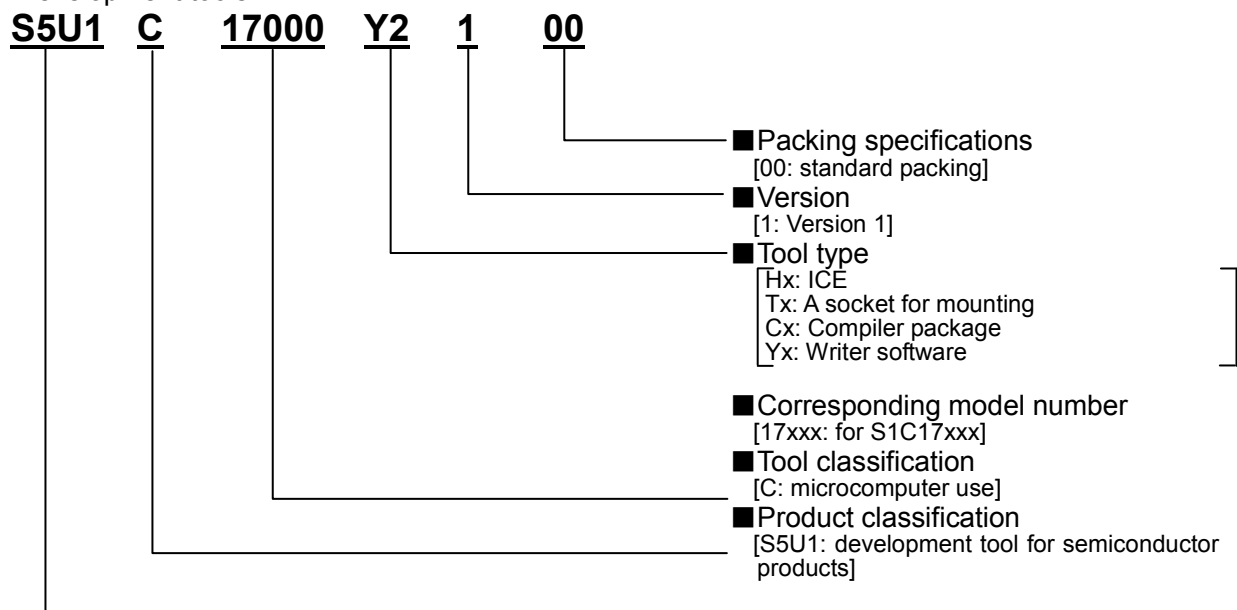 S5U1 C 17000 Y2 1 00
■Packing specifications
[00: standard packing]
■Version
[1: Version 1]
■Tool type
Hx: ICE
Tx: A socket for mounting
Cx: Compiler package
Yx: Writer software
■Corresponding model number
[17xxx: for S1C17xxx]
■Tool classification
[C: microcomputer use]
■Product classification
[S5U1: development tool for semiconductor
products]